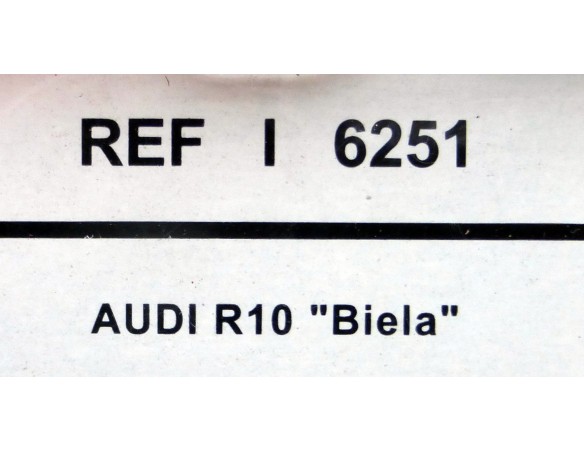 REF I 6251
AUDI R10 "Biela"